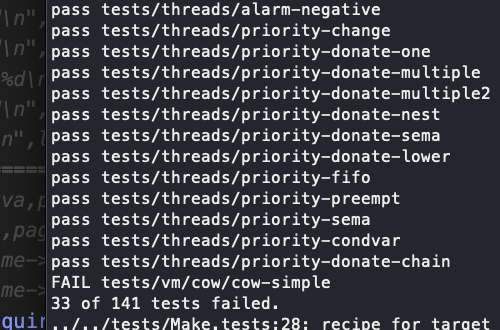 d\n",
pass tests/threads/alarm-negative
pass tests/threads/priority-change
d\n",
pass tests/threads/priority-donate-one
%d\n
pass tests/threads/priority-donate-multiple
d\n",
pass tests/threads/priority-donate-multiple2
n",
pass tests/threads/priority-donate-nest
pass tests/threads/priority-donate-sema
=====
pass tests/threads/priority-donate-lower
pass tests/threads/priority-fifo
va,p
pass tests/threads/priority-preempt
,pag
pass tests/threads/priority-sema
me->
pass tests/threads/priority-condvar
me->
pass tests/threads/priority-donate-chain
FAIL tests/vm/cow/cow-simple
33 of 141 tests failed.
quir
../../tests/Make.tests:28: recipe for target